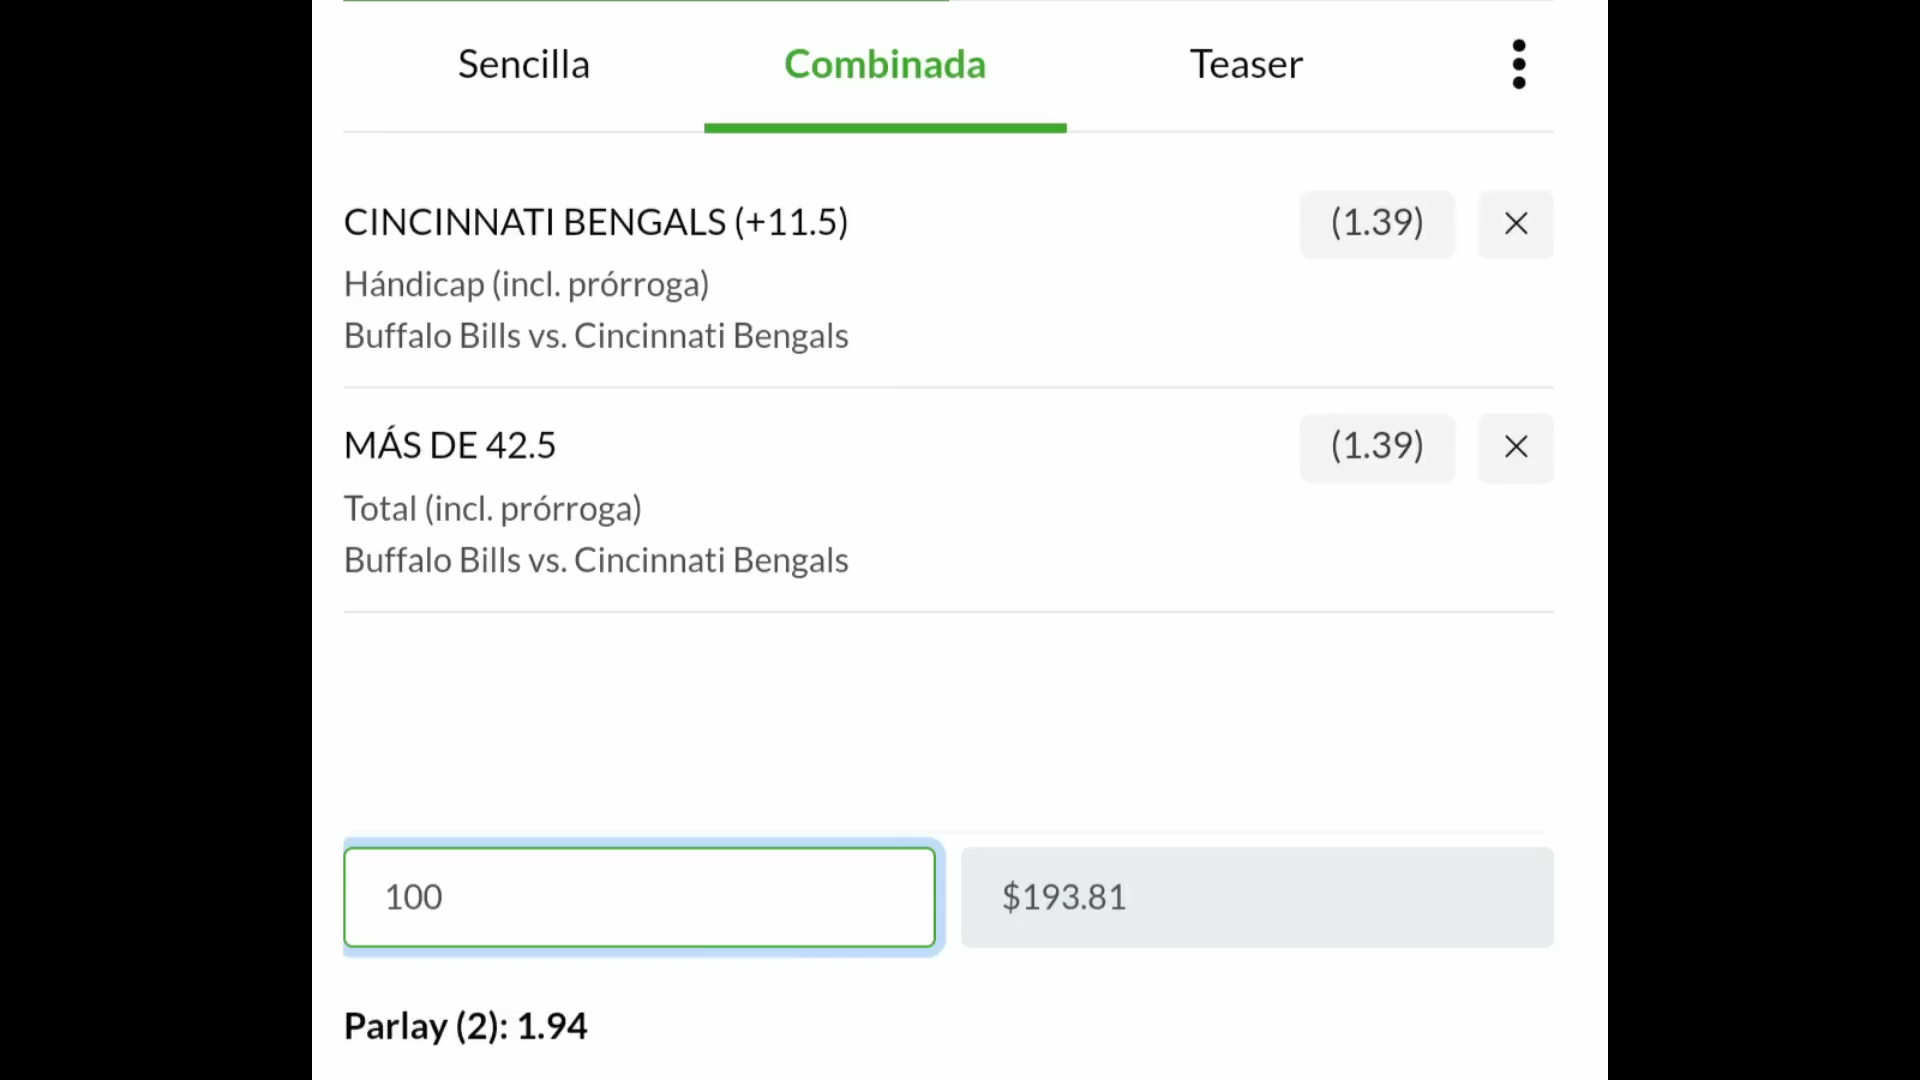 Sencilla
Combinada
Teaser
CINCINNATI BENGALS (+11.5)
(1.39)
Hándicap (incl. prórroga)
Buffalo Bills vs. Cincinnati Bengals
MÁS DE 42.5
(1.39)
Total (incl. prórroga)
Buffalo Bills vs. Cincinnati Bengals
100
$193.81
Parlay (2): 1.94